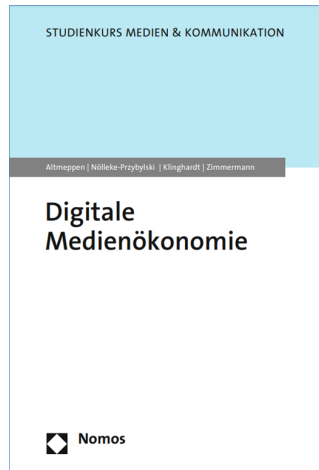 STUDIENKURS MEDIEN & KOMMUNIKATION
Altmeppen | Nölleke-Przybylski | Klinghardt | Zimmermann
Digitale
Medienökonomie
Nomos